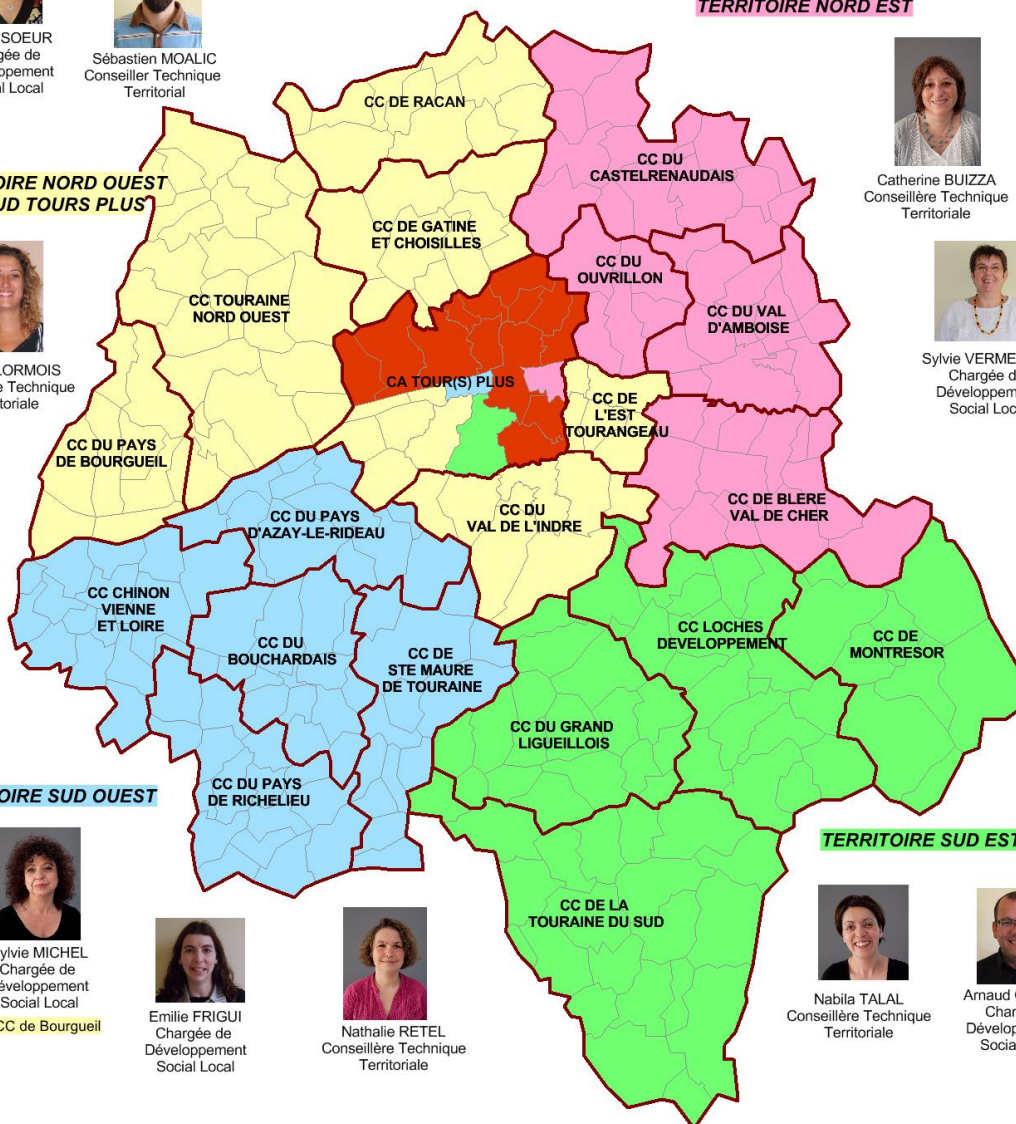 TERRITOIRE NORD EST
SOEUR
Sébastien MOALIC
Conseiller Technique
Territorial
CC DE RACAN
CC DU
CASTELRENAUDAIS
Catherine BUIZZA
Conseillère Technique
Territoriale
OIRE NORD OUEST
UD TOURS PLUS
CC DE GATINE
ET CHOISILLES
CC DU
OUVRILLON
CC TOURAINE
NORD OUEST
CC DU VAL
D'AMBOISE
LORMOIS
e Technique
toriale
CA TOUR(S) PLUS
CC DE
L'EST
TOURANGEAU
Sylvie VERME
Chargée d
Développem
Social Loc
CC DU PAYS
DE BOURGUEIL
CC DU PAYS
D'AZAY-LE-RIDEAU
CC DU
VAL DE L'INDRE
CC DE BLERE
VAL DE CHER
CC CHINON
VIENNE
ET LOIRE
CC DU
BOUCHARDAIS
CC DE
STE MAURE
DE TOURAINE
CC LOCHES
DEVELOPPEMENT
CC DE
MONTRESOR
CC DU GRAND
LIGUEILLOIS
CC DU PAYS
DE RICHELIEU
OIRE SUD OUEST
TERRITOIRE SUD EST
CC DE LA
TOURAINE DU SUD
ylvie MICHEL
Chargée de
éveloppement
Social Local
CC de Bourgueil
Emilie FRIGUI
Chargée de
Développement
Social Local
Nathalie RETEL
Conseillère Technique
Territoriale
Nabila TALAL
Conseillère Technique
Territoriale
Arnaud
Char
Dévelop
Socia